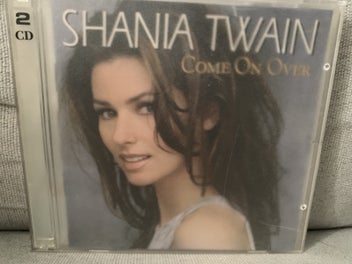 2
CD
SHANIA TWAIN
COME ON OVER